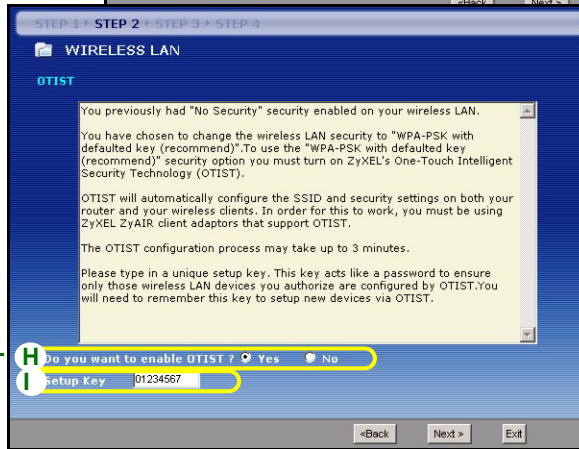 <Back Next >
STEP 1 STEP 2 STEP 3 STEP 4
WIRELESS LAN
OTIST
You previously had "No Security" security enabled on your wireless LAN.
You have chosen to change the wireless LAN security to "WPA-PSK with
defaulted key (recommend)".To use the "WPA-PSK with defaulted key
(recommend)" security option you must turn on ZyXEL's One-Touch Intelligent
Security Technology (OTIST).
OTIST will automatically configure the SSID and security settings on both your
router and your wireless clients. In order for this to work, you must be using
ZyXEL ZyAIR client adaptors that support OTIST.
The OTIST configuration process may take up to 3 minutes.
Please type in a unique setup key. This key acts like a password to ensure
only those wireless LAN devices you authorize are configured by OTIST.You
will need to remember this key to setup new devices via OTIST.
H Do you want to enable OTIST ? Yes No
I Setup Key 01234567
<Back Next > Exit